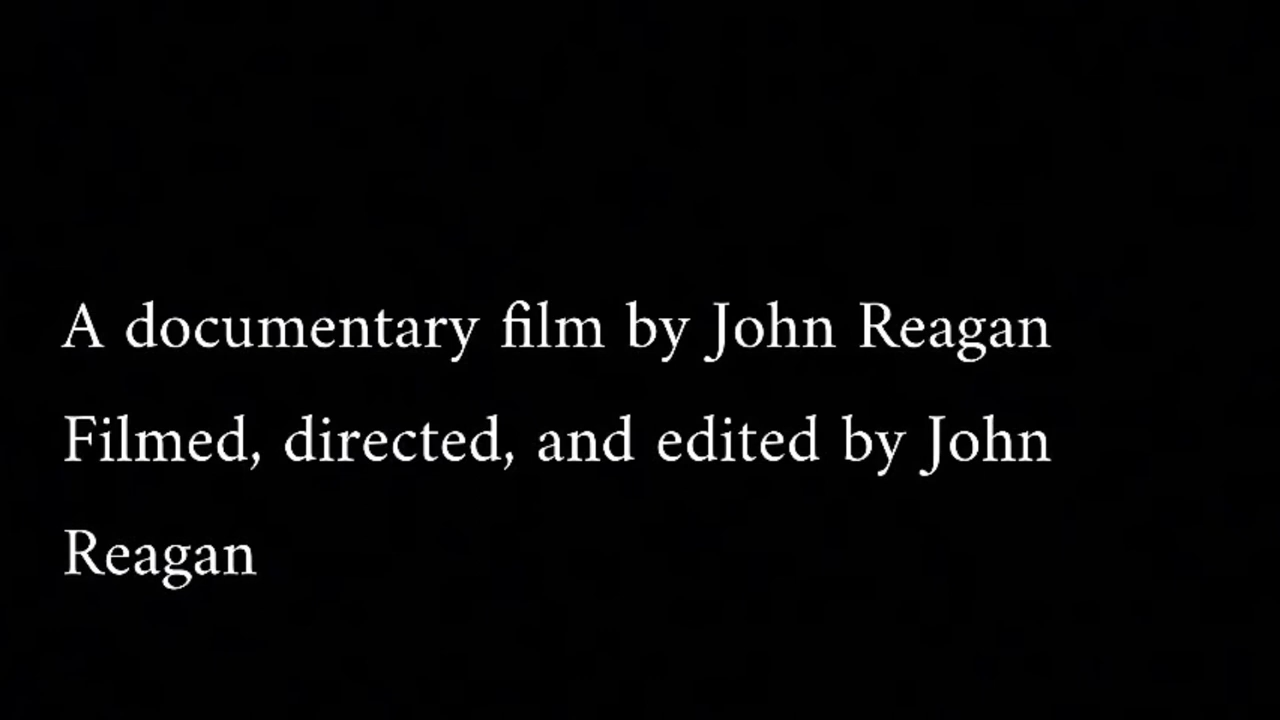 A documentary film by John Reagan
Filmed, directed, and edited by John
Reagan